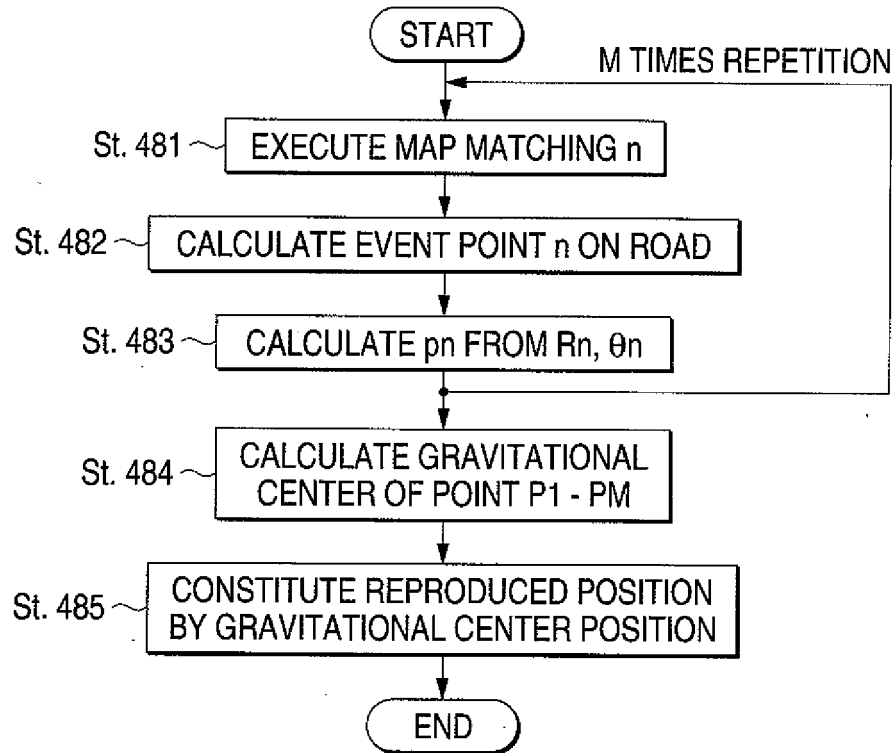 START
M TIMES REPETITION
St. 481
EXECUTE MAP MATCHING n
St. 482
CALCULATE EVENT POINT n ON ROAD
St. 483
CALCULATE pn FROM Rn, θn
St. 484
CALCULATE GRAVITATIONAL
CENTER OF POINT P1 - PM
St. 485
CONSTITUTE REPRODUCED POSITION
BY GRAVITATIONAL CENTER POSITION
END